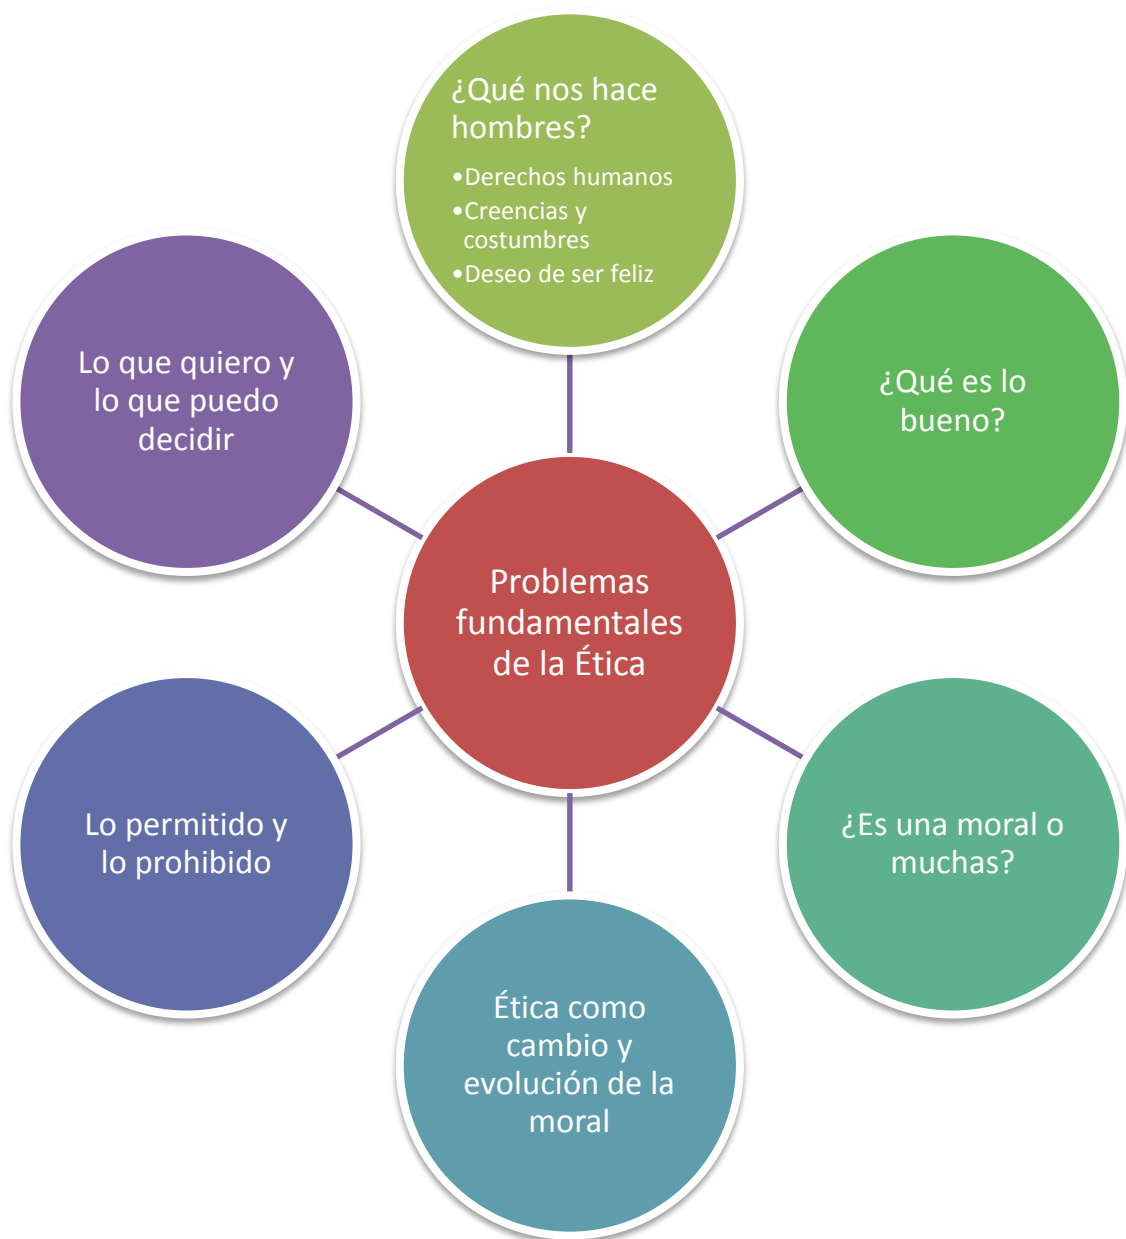 ¿Qué nos hace
hombres?
•Derechos humanos
•Creencias y
costumbres
•Deseo de ser feliz
¿Qué es lo
bueno?
¿Es una moral o
muchas?
Ética como
cambio y
evolución de la
moral
Lo permitido y
lo prohibido
Lo que quiero y
lo que puedo
decidir
Problemas
fundamentales
de la Ética